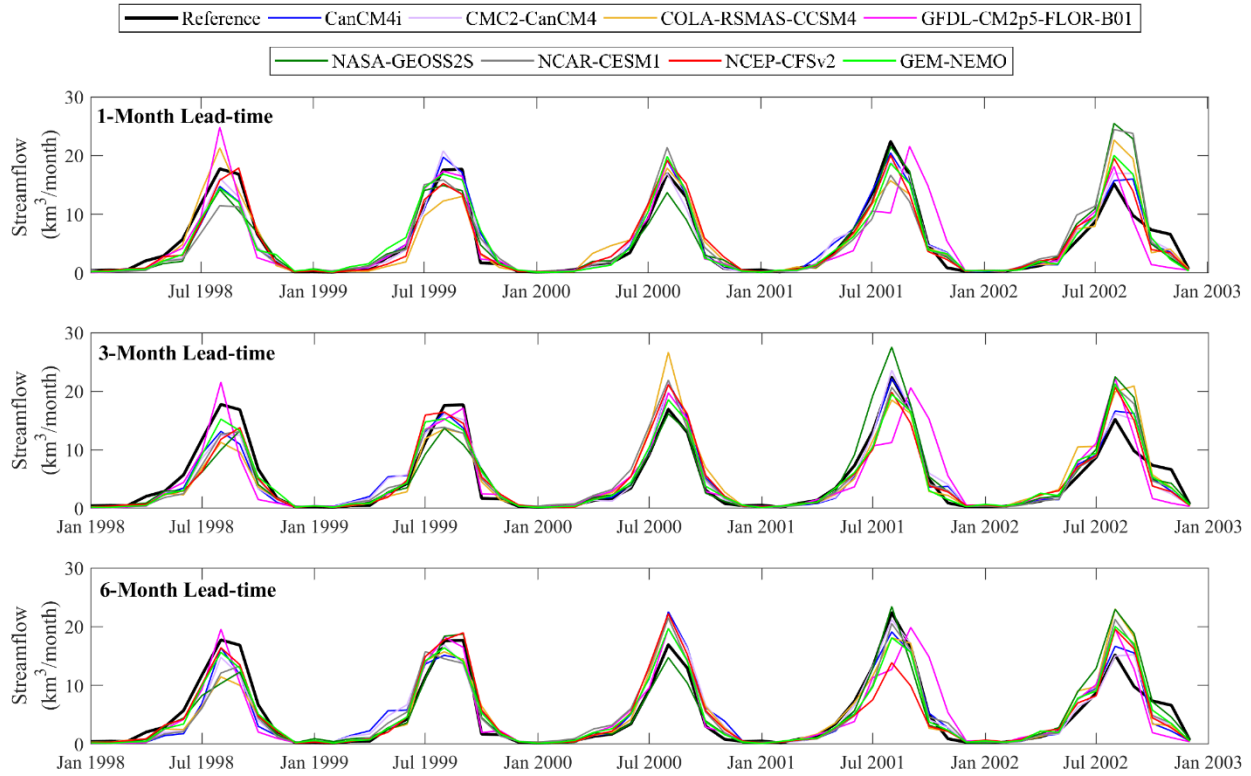 Reference CanCM4i CMC2-CanCM4 COLA-RSMAS-CCSM4 GFDL-CM2p5-FLOR-B01
NASA-GEOSS2S NCAR-CESM1 NCEP-CFSv2 GEM-NEMO
1-Month Lead-time
Streamflow
(km³/month)
30
20
10
0
Jul 1998 Jan 1999 Jul 1999 Jan 2000 Jul 2000 Jan 2001 Jul 2001 Jan 2002 Jul 2002 Jan 2003
3-Month Lead-time
Streamflow
(km³/month)
30
20
10
0
Jan 1998 Jul 1998 Jan 1999 Jul 1999 Jan 2000 Jul 2000 Jan 2001 Jul 2001 Jan 2002 Jul 2002 Jan 2003
6-Month Lead-time
Streamflow
(km³/month)
30
20
10
0
Jan 1998 Jul 1998 Jan 1999 Jul 1999 Jan 2000 Jul 2000 Jan 2001 Jul 2001 Jan 2002 Jul 2002 Jan 2003